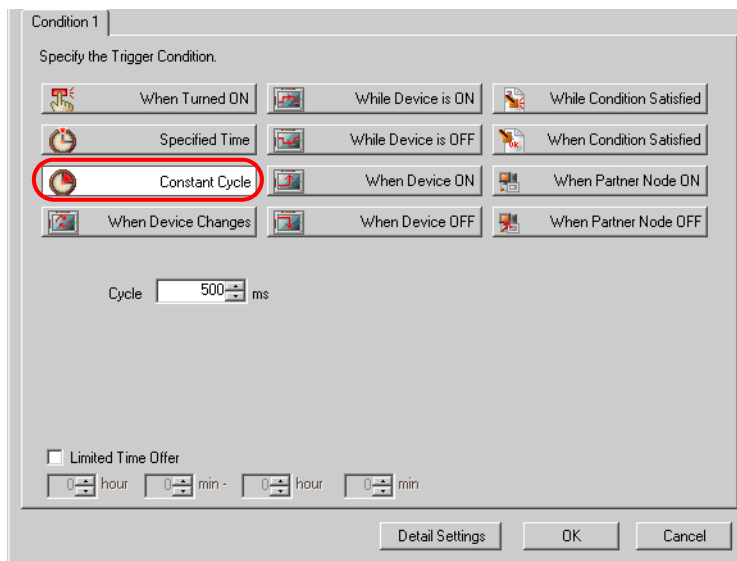 Condition 1
Specify the Trigger Condition.
When Turned ON While Device is ON While Condition Satisfied
Specified Time While Device is OFF When Condition Satisfied
Constant Cycle When Device ON When Partner Node ON
When Device Changes When Device OFF When Partner Node OFF
Cycle 500 ms
Limited Time Offer
0 hour 0 min - 0 hour 0 min
Detail Settings OK Cancel